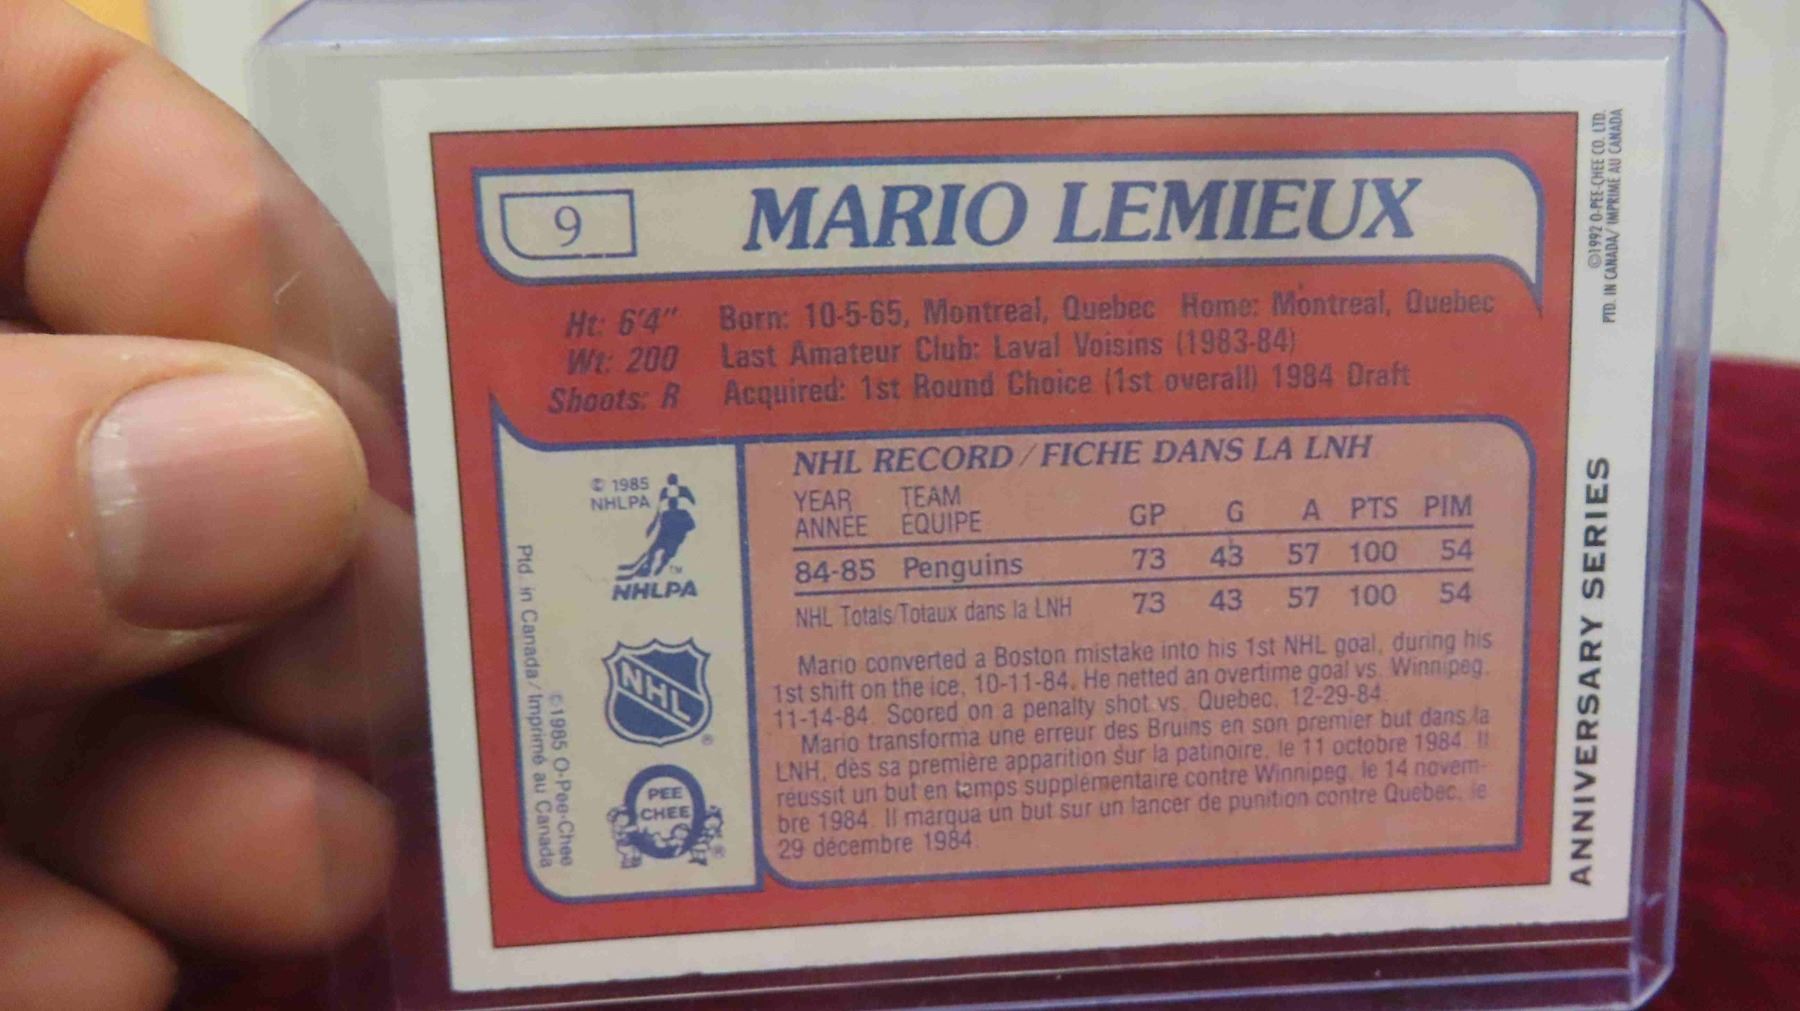 9
MARIO LEMIEUX
Ht: 6'4" Born: 10-5-65, Montreal, Quebec Home: Montreal, Quebec
Wt: 200 Last Amateur Club: Laval Voisins (1983-84)
Shoots: R Acquired: 1st Round Choice (1st overall) 1984 Draft
© 1985
NHLPA
NHLPA
NHL
PEE
CHEE
©1985 O-Pee-Chee
Ptd. in Canada/Imprimé au Canada
NHL RECORD/FICHE DANS LA LNH
YEAR TEAM
ANNÉE ÉQUIPE GP G A PTS PIM
84-85 Penguins 73 43 57 100 54
NHL Totals/Totaux dans la LNH 73 43 57 100 54
Mario converted a Boston mistake into his 1st NHL goal, during his
1st shift on the ice, 10-11-84. He netted an overtime goal vs. Winnipeg,
11-14-84. Scored on a penalty shot vs. Quebec, 12-29-84.
Mario transforma une erreur des Bruins en son premier but dans la
LNH, dès sa première apparition sur la patinoire, le 11 octobre 1984. Il
réussit un but en temps supplémentaire contre Winnipeg, le 14 novem-
bre 1984. Il marqua un but sur un lancer de punition contre Quebec, le
29 décembre 1984.
©1992 O-PEE-CHEE CO. LTD.
PTD. IN CANADA/IMPRIME AU CANADA
ANNIVERSARY SERIES